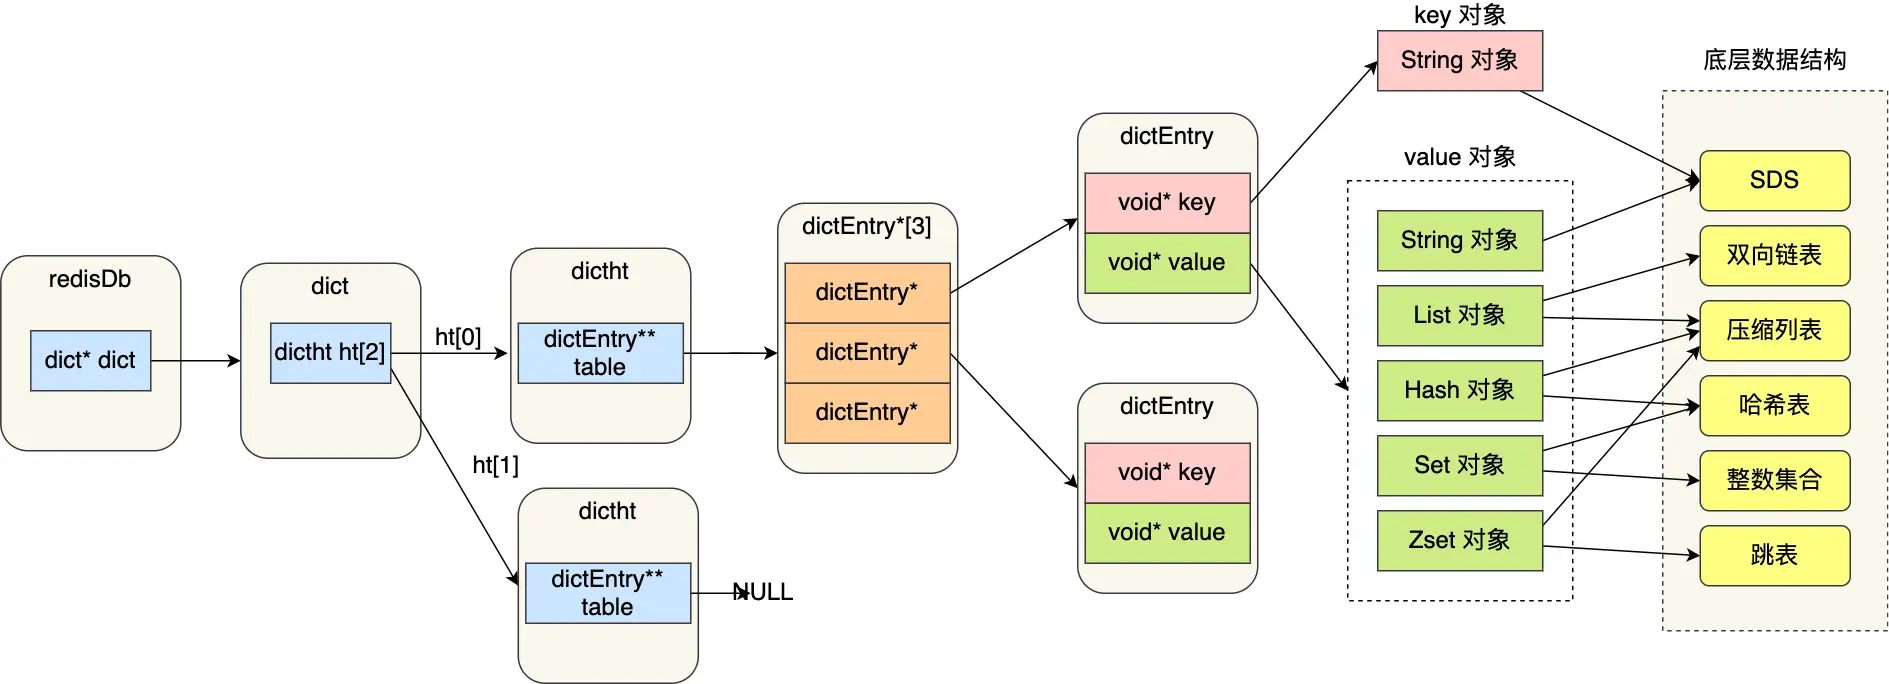 redisDb
dict* dict
dict
dictht ht[2]
ht[0]
ht[1]
dictht
dictEntry**
table
dictht
dictEntry**
table
NULL
dictEntry*[3]
dictEntry*
dictEntry*
dictEntry*
dictEntry
void* key
void* value
dictEntry
void* key
void* value
key 对象
String 对象
value 对象
String 对象
List 对象
Hash 对象
Set 对象
Zset 对象
底层数据结构
SDS
双向链表
压缩列表
哈希表
整数集合
跳表